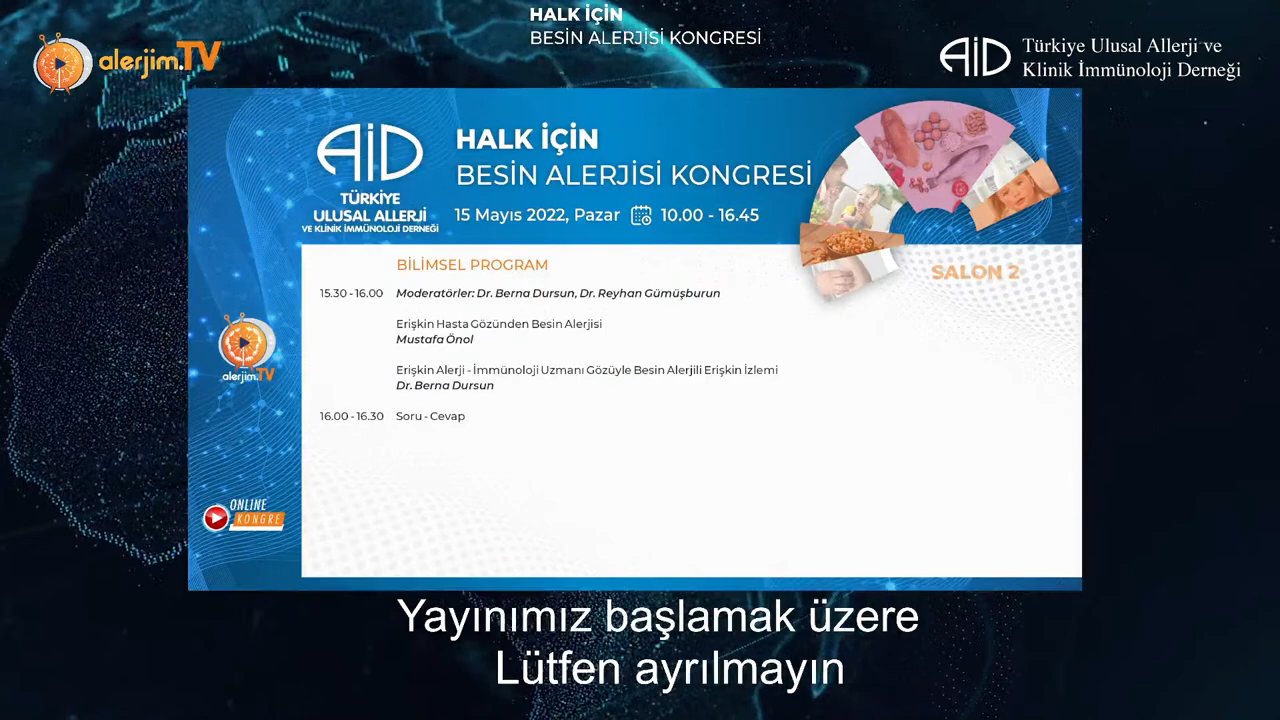 HALK İÇİN
BESİN ALERJİSİ KONGRESİ
alerjim.TV
AİD
Türkiye Ulusal Allerji ve
Klinik İmmünoloji Derneği
AİD
TÜRKİYE
ULUSAL ALLERJİ
VE KLİNİK İMMÜNOLOJİ DERNEĞİ
HALK İÇİN
BESİN ALERJİSİ KONGRESİ
15 Mayıs 2022, Pazar 10.00 - 16.45
BİLİMSEL PROGRAM
SALON 2
15.30 - 16.00 Moderatörler: Dr. Berna Dursun, Dr. Reyhan Gümüşburun
Erişkin Hasta Gözünden Besin Alerjisi
Mustafa Önol
Erişkin Alerji - İmmünoloji Uzmanı Gözüyle Besin Alerjili Erişkin İzlemi
Dr. Berna Dursun
16.00 - 16.30 Soru - Cevap
alerjim.TV
ONLINE
KONGRE
Yayınımız başlamak üzere
Lütfen ayrılmayın